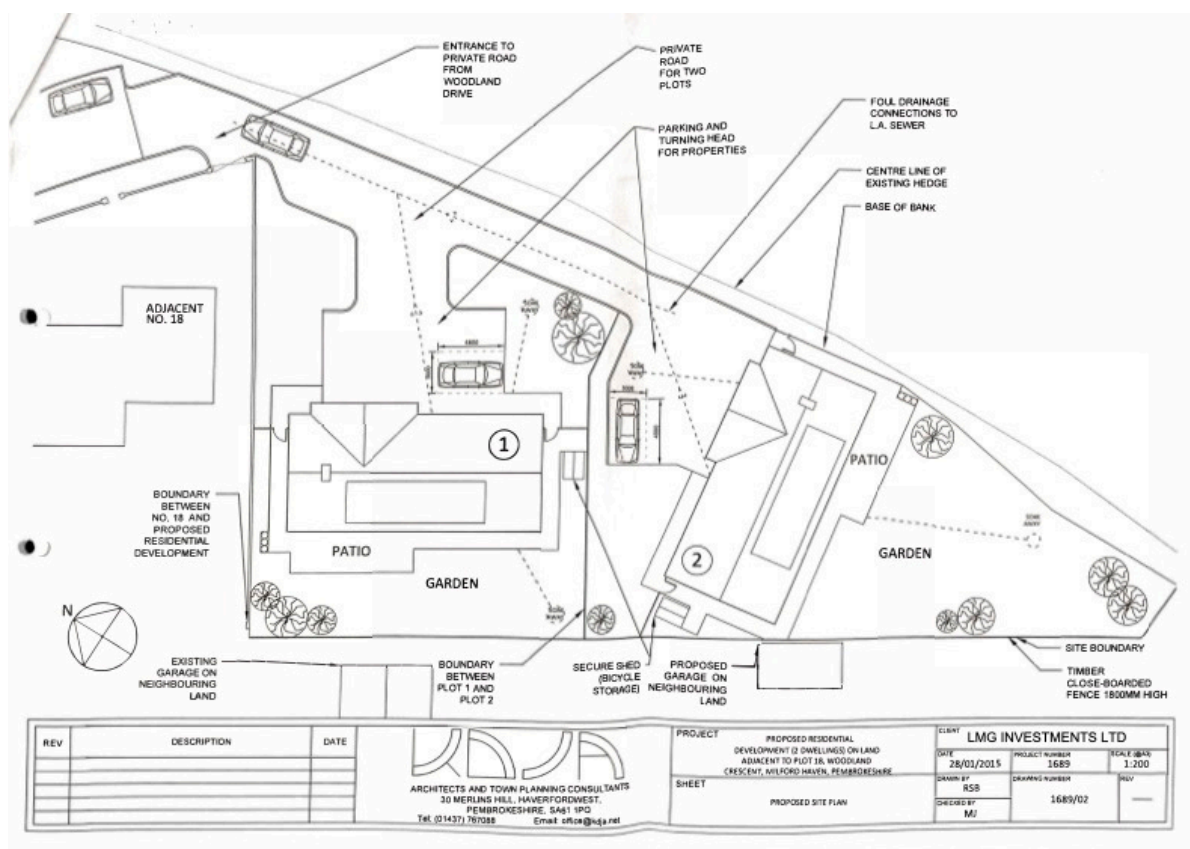 ENTRANCE TO
PRIVATE ROAD
FROM
WOODLAND
DRIVE
PRIVATE
ROAD
FOR TWO
PLOTS
PARKING AND
TURNING HEAD
FOR PROPERTIES
FOUL DRAINAGE
CONNECTIONS TO
L.A. SEWER
CENTRE LINE OF
EXISTING HEDGE
BASE OF BANK
ADJACENT
NO. 18
4800
4800
1
PATIO
GARDEN
2
PATIO
GARDEN
SOAK
AWAY
BOUNDARY
BETWEEN
NO. 18 AND
PROPOSED
RESIDENTIAL
DEVELOPMENT
N
EXISTING
GARAGE ON
NEIGHBOURING
LAND
BOUNDARY
BETWEEN
PLOT 1 AND
PLOT 2
SECURE SHED
(BICYCLE
STORAGE)
PROPOSED
GARAGE ON
NEIGHBOURING
LAND
SITE BOUNDARY
TIMBER
CLOSE-BOARDED
FENCE 1800MM HIGH
REV DESCRIPTION DATE
ARCHITECTS AND TOWN PLANNING CONSULTANTS
30 MERLINS HILL, HAVERFORDWEST,
PEMBROKESHIRE, SA61 1PQ
Tel: (01437) 767088 Email: office@kdja.net
PROJECT
PROPOSED RESIDENTIAL
DEVELOPMENT (2 DWELLINGS) ON LAND
ADJACENT TO PLOT 18, WOODLAND
CRESCENT, MILFORD HAVEN, PEMBROKESHIRE
SHEET
PROPOSED SITE PLAN
CLIENT LMG INVESTMENTS LTD
DATE PROJECT NUMBER SCALE (@A3)
28/01/2015 1689 1:200
DRAWN BY DRAWING NUMBER REV
RSB
1689/02
CHECKED BY
MJ